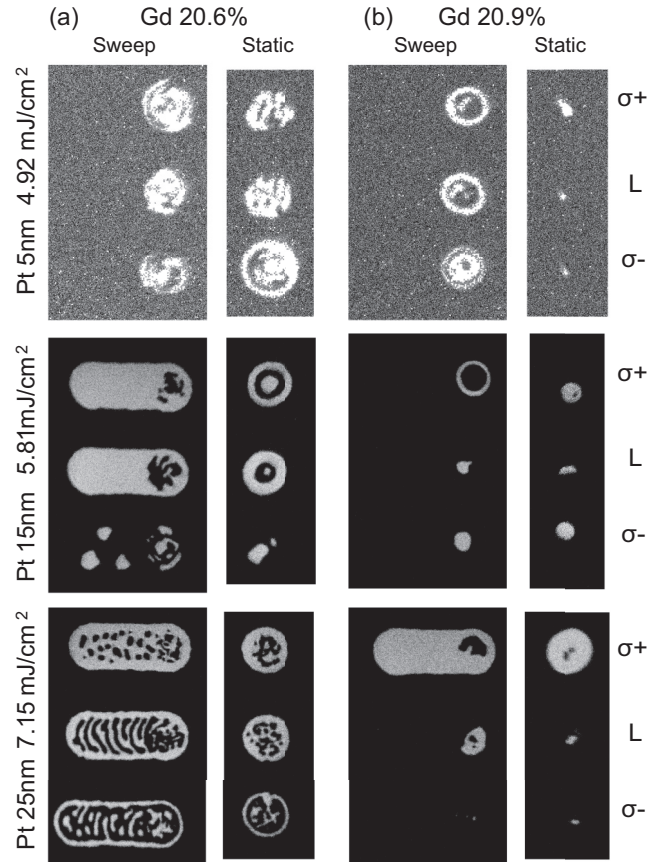 (a) Gd 20.6%
Sweep Static
(b) Gd 20.9%
Sweep Static
Pt 5nm 4.92 mJ/cm²
σ+
L
σ-
Pt 15nm 5.81mJ/cm²
σ+
L
σ-
Pt 25nm 7.15 mJ/cm²
σ+
L
σ-